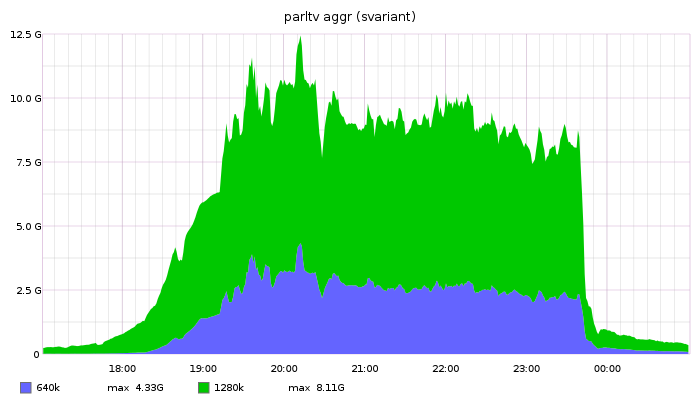 parltv aggr (svariant)
12.5 G
10.0 G
7.5 G
5.0 G
2.5 G
0
18:00 19:00 20:00 21:00 22:00 23:00 00:00
640k max 4.33G 1280k max 8.11G